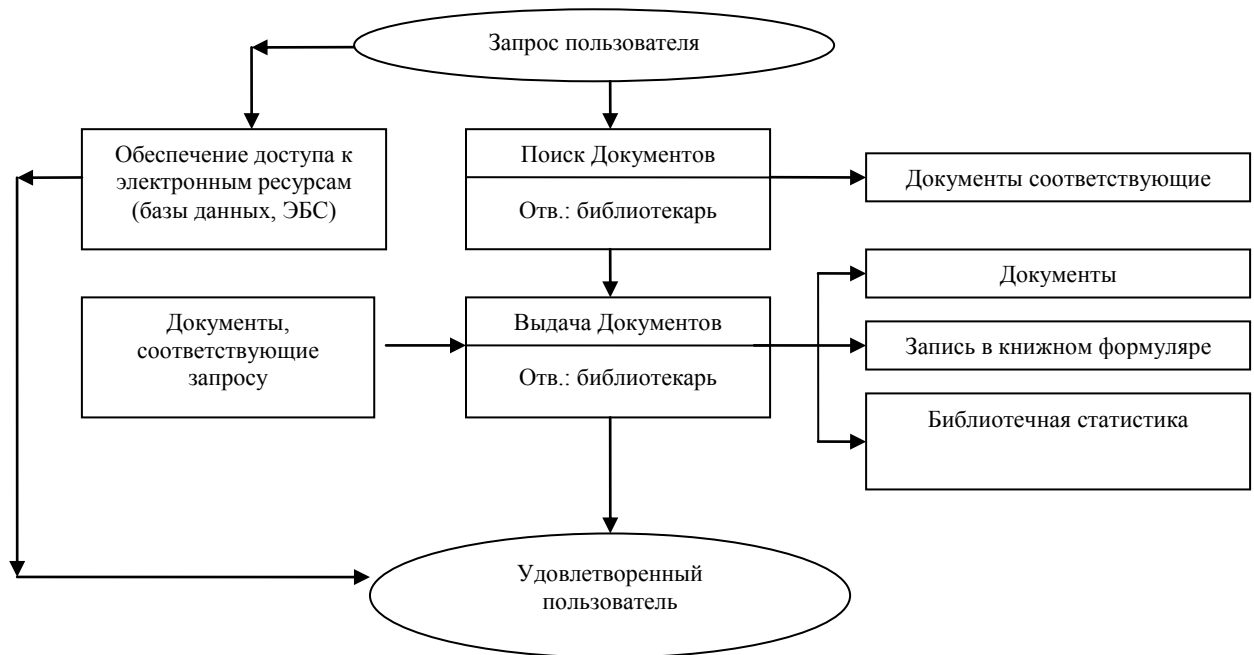 Запрос пользователя
Обеспечение доступа к
электронным ресурсам
(базы данных, ЭБС)
Поиск Документов
Отв.: библиотекарь
Документы соответствующие
Документы,
соответствующие
запросу
Выдача Документов
Отв.: библиотекарь
Документы
Запись в книжном формуляре
Библиотечная статистика
Удовлетворенный
пользователь